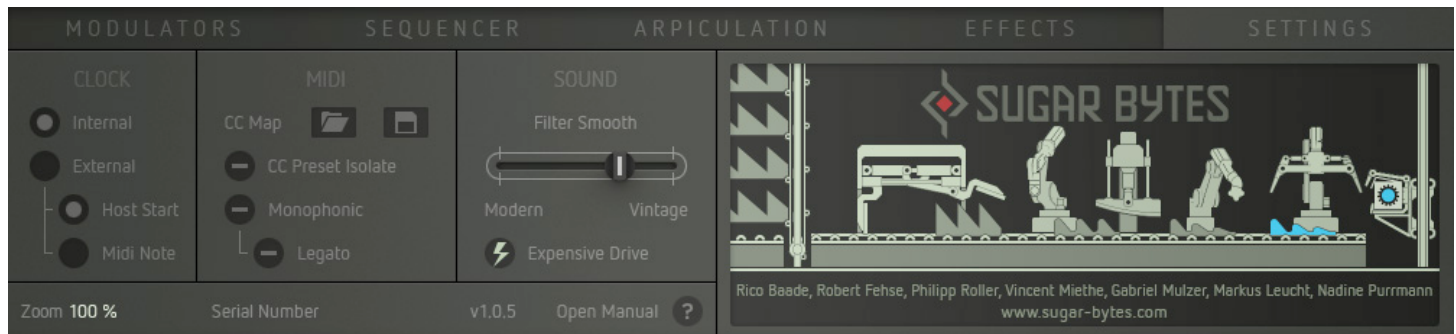 MODULATORS SEQUENCER ARPICULATION EFFECTS SETTINGS
CLOCK
Internal
External
Host Start
Midi Note
MIDI
CC Map
CC Preset Isolate
Monophonic
Legato
SOUND
Filter Smooth
Modern Vintage
Expensive Drive
Zoom 100 % Serial Number v1.0.5 Open Manual ?
SUGAR BYTES
Rico Baade, Robert Fehse, Philipp Roller, Vincent Miethe, Gabriel Mulzer, Markus Leucht, Nadine Purrmann
www.sugar-bytes.com